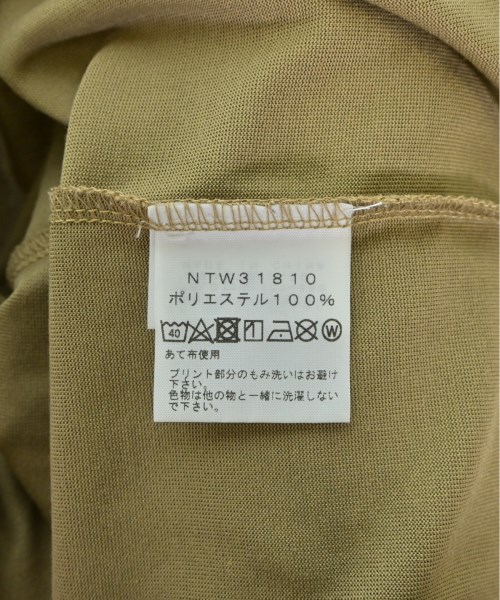 NTW31810
ポリエステル100%
40 W
あて布使用
プリント部分のもみ洗いはお避け
下さい。
色物は他の物と一緒に洗濯しない
で下さい。